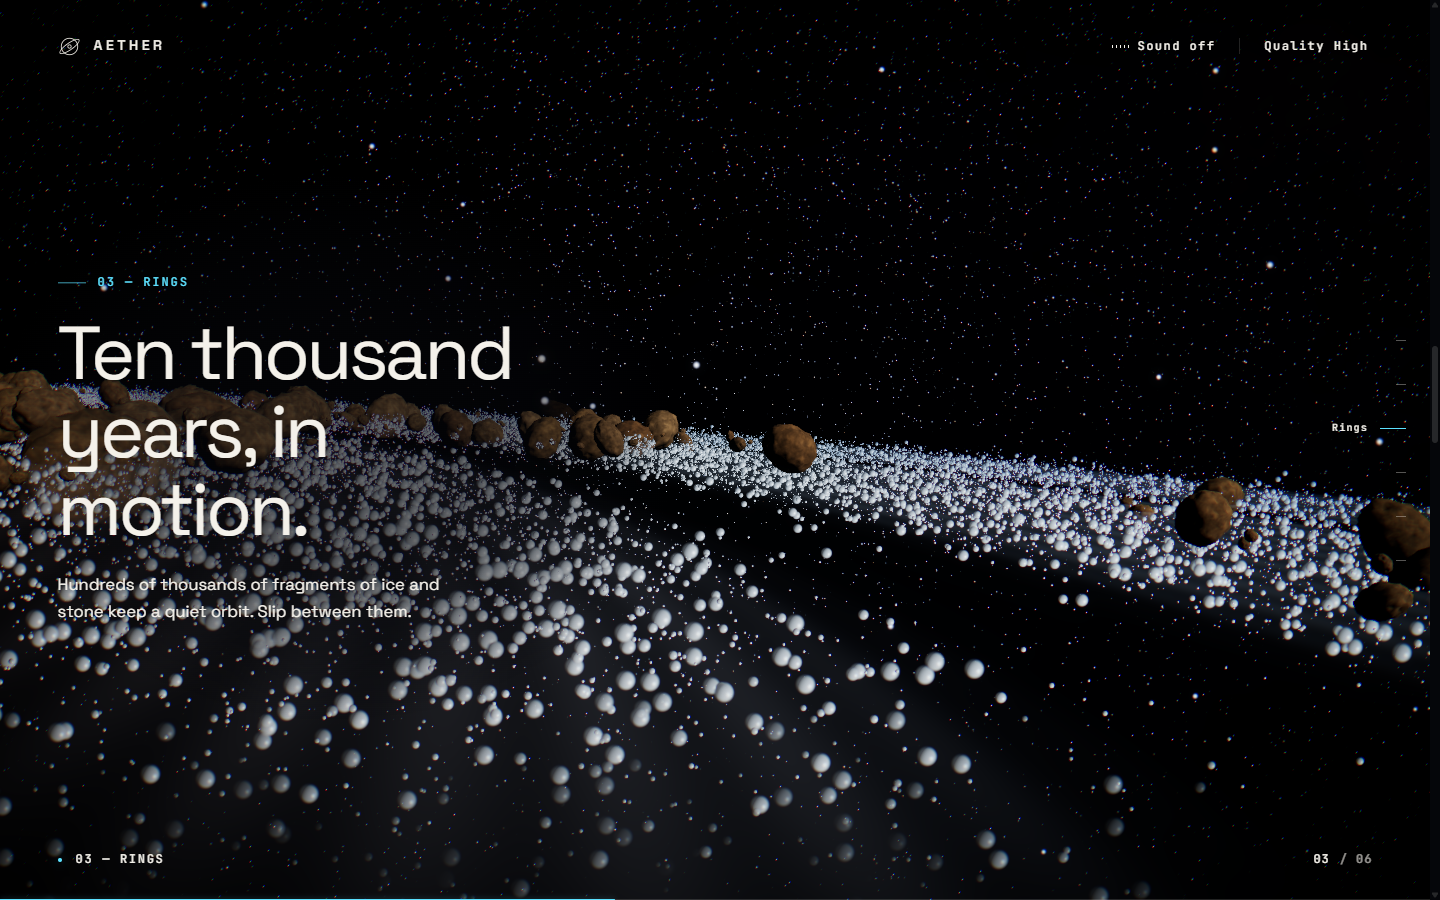 AETHER
Sound off
Quality High
03 — RINGS
Ten thousand
years, in
motion.
Hundreds of thousands of fragments of ice and
stone keep a quiet orbit. Slip between them.
Rings
03 — RINGS
03 / 06